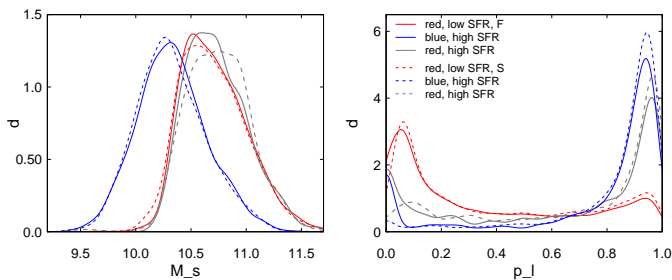 1.5
1.0
0.50
0.0
d
9.5
10.0
10.5
11.0
11.5
M_s
6
4
2
0
d
0.0
0.2
0.4
0.6
0.8
1.0
p_l
red, low SFR, F
blue, high SFR
red, high SFR
red, low SFR, S
blue, high SFR
red, high SFR